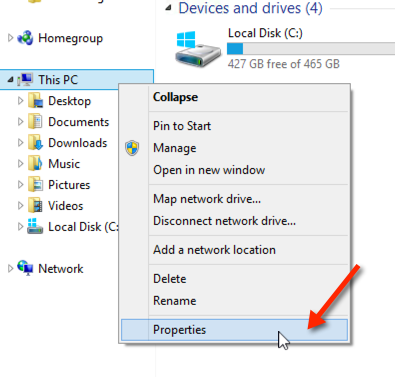 Homegroup
This PC
Desktop
Documents
Downloads
Music
Pictures
Videos
Local Disk (C:
Network
Devices and drives (4)
Local Disk (C:)
427 GB free of 465 GB
Collapse
Pin to Start
Manage
Open in new window
Map network drive...
Disconnect network drive...
Add a network location
Delete
Rename
Properties